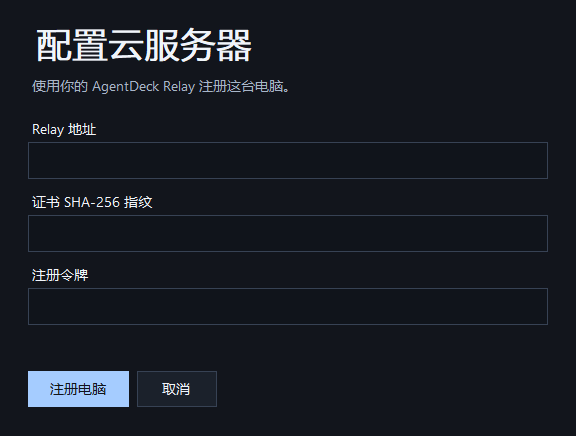 配置云服务器
使用你的 AgentDeck Relay 注册这台电脑。
Relay 地址
证书 SHA-256 指纹
注册令牌
注册电脑 取消